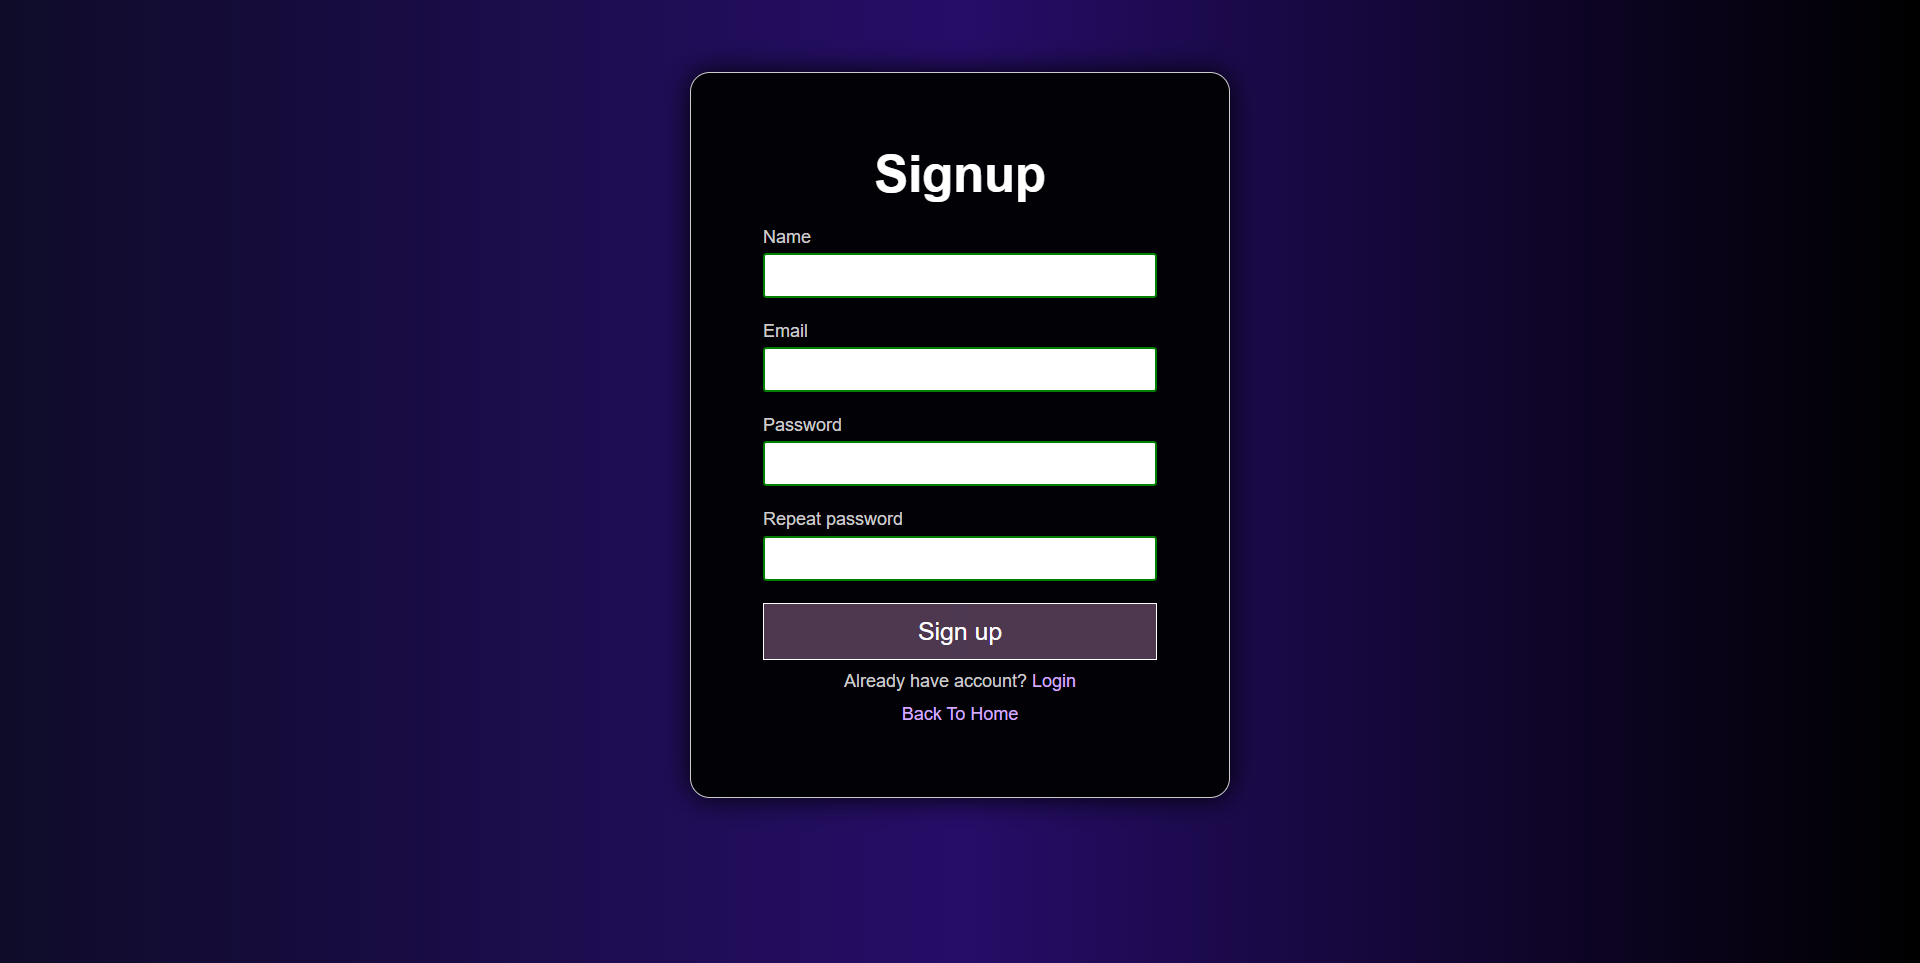 Signup
Name
Email
Password
Repeat password
Sign up
Already have account? Login
Back To Home